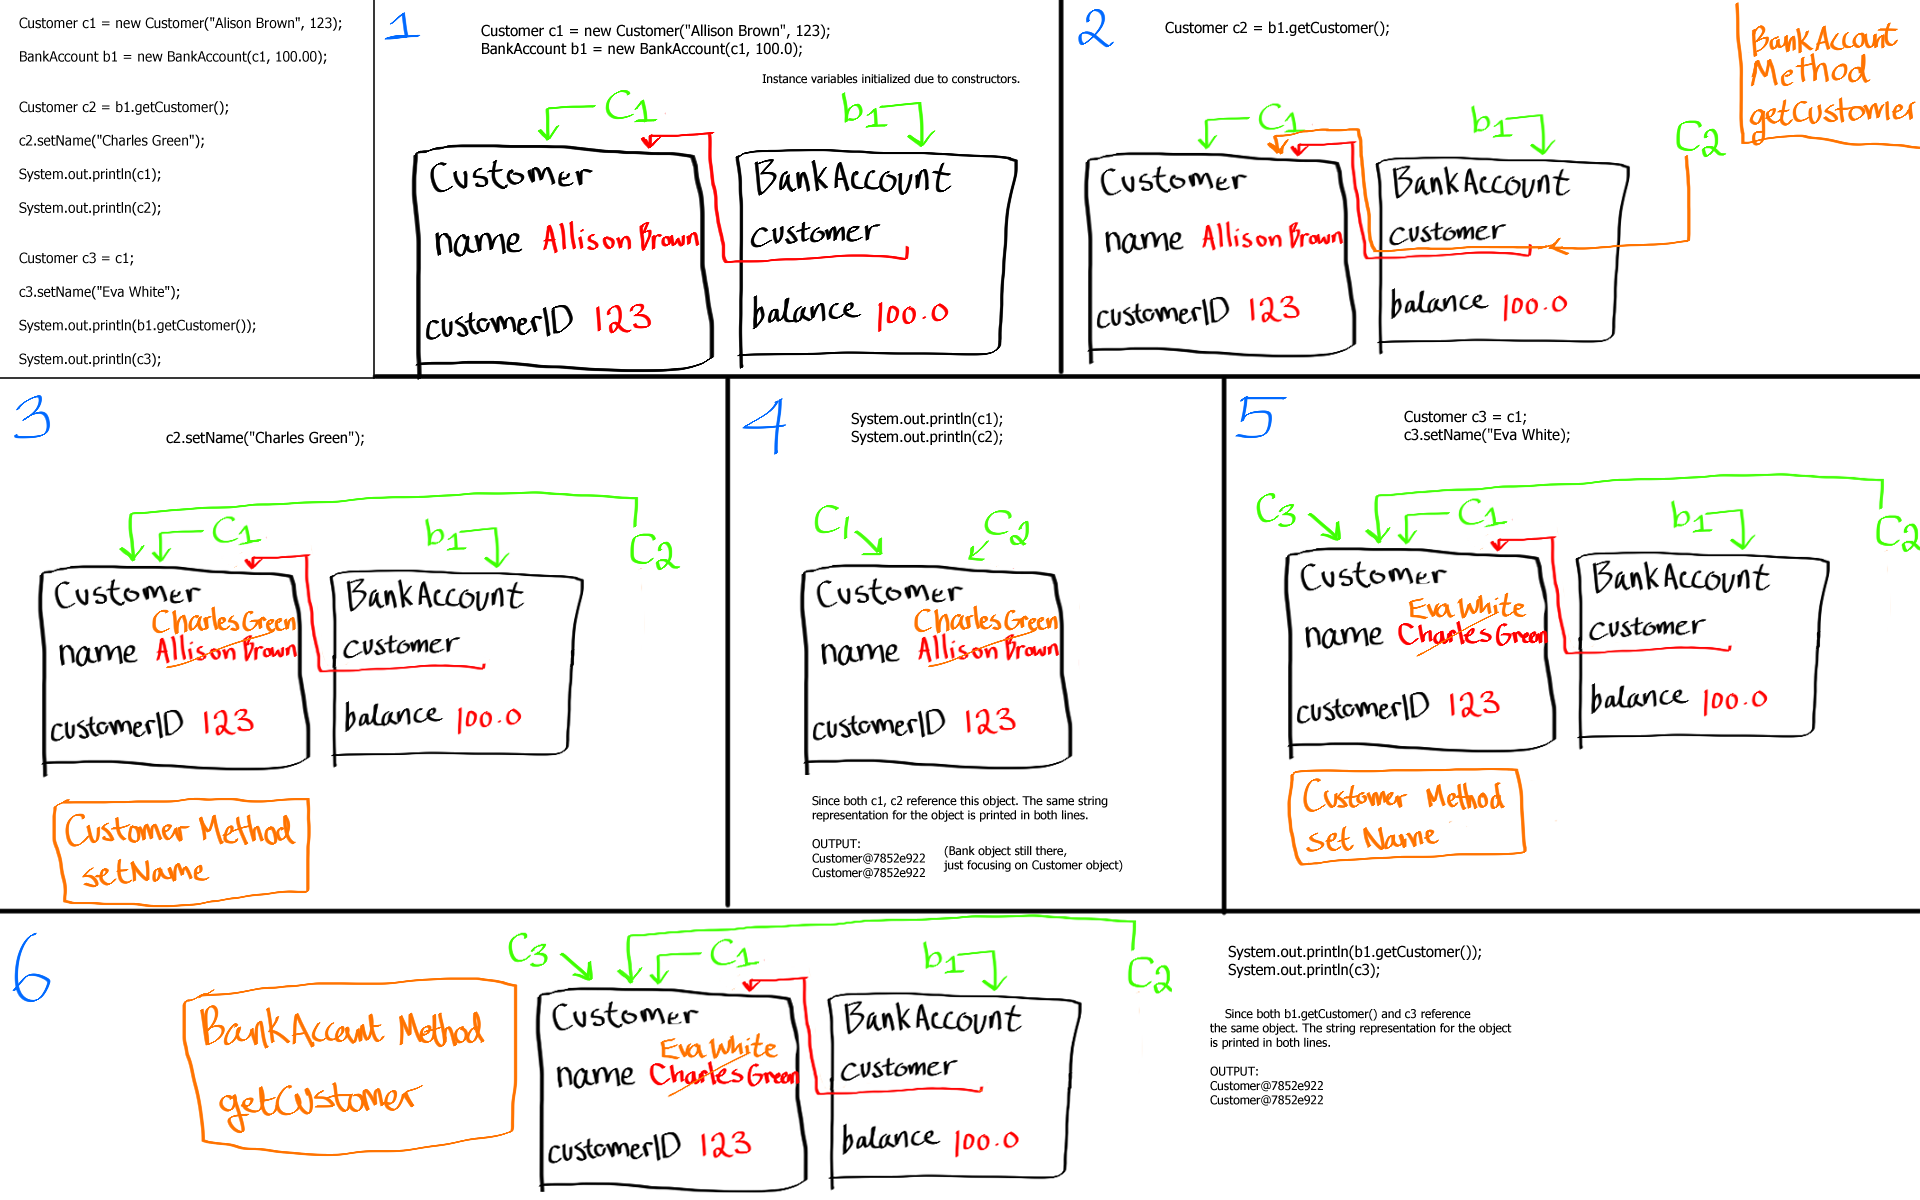 Customer c1 = new Customer("Alison Brown", 123);
BankAccount b1 = new BankAccount(c1, 100.00);
Customer c2 = b1.getCustomer();
c2.setName("Charles Green");
System.out.println(c1);
System.out.println(c2);
Customer c3 = c1;
c3.setName("Eva White");
System.out.println(b1.getCustomer());
System.out.println(c3);
1
Customer c1 = new Customer("Allison Brown", 123);
BankAccount b1 = new BankAccount(c1, 100.0);
Instance variables initialized due to constructors.
C1
b1
Customer
name Allison Brown
customerID 123
BankAccount
customer
balance 100.0
2
Customer c2 = b1.getCustomer();
BankAccount
Method
getCustomer
C1
b1
C2
Customer
name Allison Brown
customerID 123
BankAccount
customer
balance 100.0
3
c2.setName("Charles Green");
C1
b1
C2
Customer
Charles Green
name Allison Brown
customerID 123
BankAccount
customer
balance 100.0
Customer Method
setName
4
System.out.println(c1);
System.out.println(c2);
C1
C2
Customer
Charles Green
name Allison Brown
customerID 123
Since both c1, c2 reference this object. The same string
representation for the object is printed in both lines.
OUTPUT:
Customer@7852e922
Customer@7852e922
(Bank object still there,
just focusing on Customer object)
5
Customer c3 = c1;
c3.setName("Eva White);
C3
C1
b1
C2
Customer
Eva White
name Charles Green
customerID 123
BankAccount
customer
balance 100.0
Customer Method
set Name
6
BankAccount Method
getCustomer
C3
C1
b1
C2
Customer
Eva White
name Charles Green
customerID 123
BankAccount
customer
balance 100.0
System.out.println(b1.getCustomer());
System.out.println(c3);
Since both b1.getCustomer() and c3 reference
the same object. The string representation for the object
is printed in both lines.
OUTPUT:
Customer@7852e922
Customer@7852e922